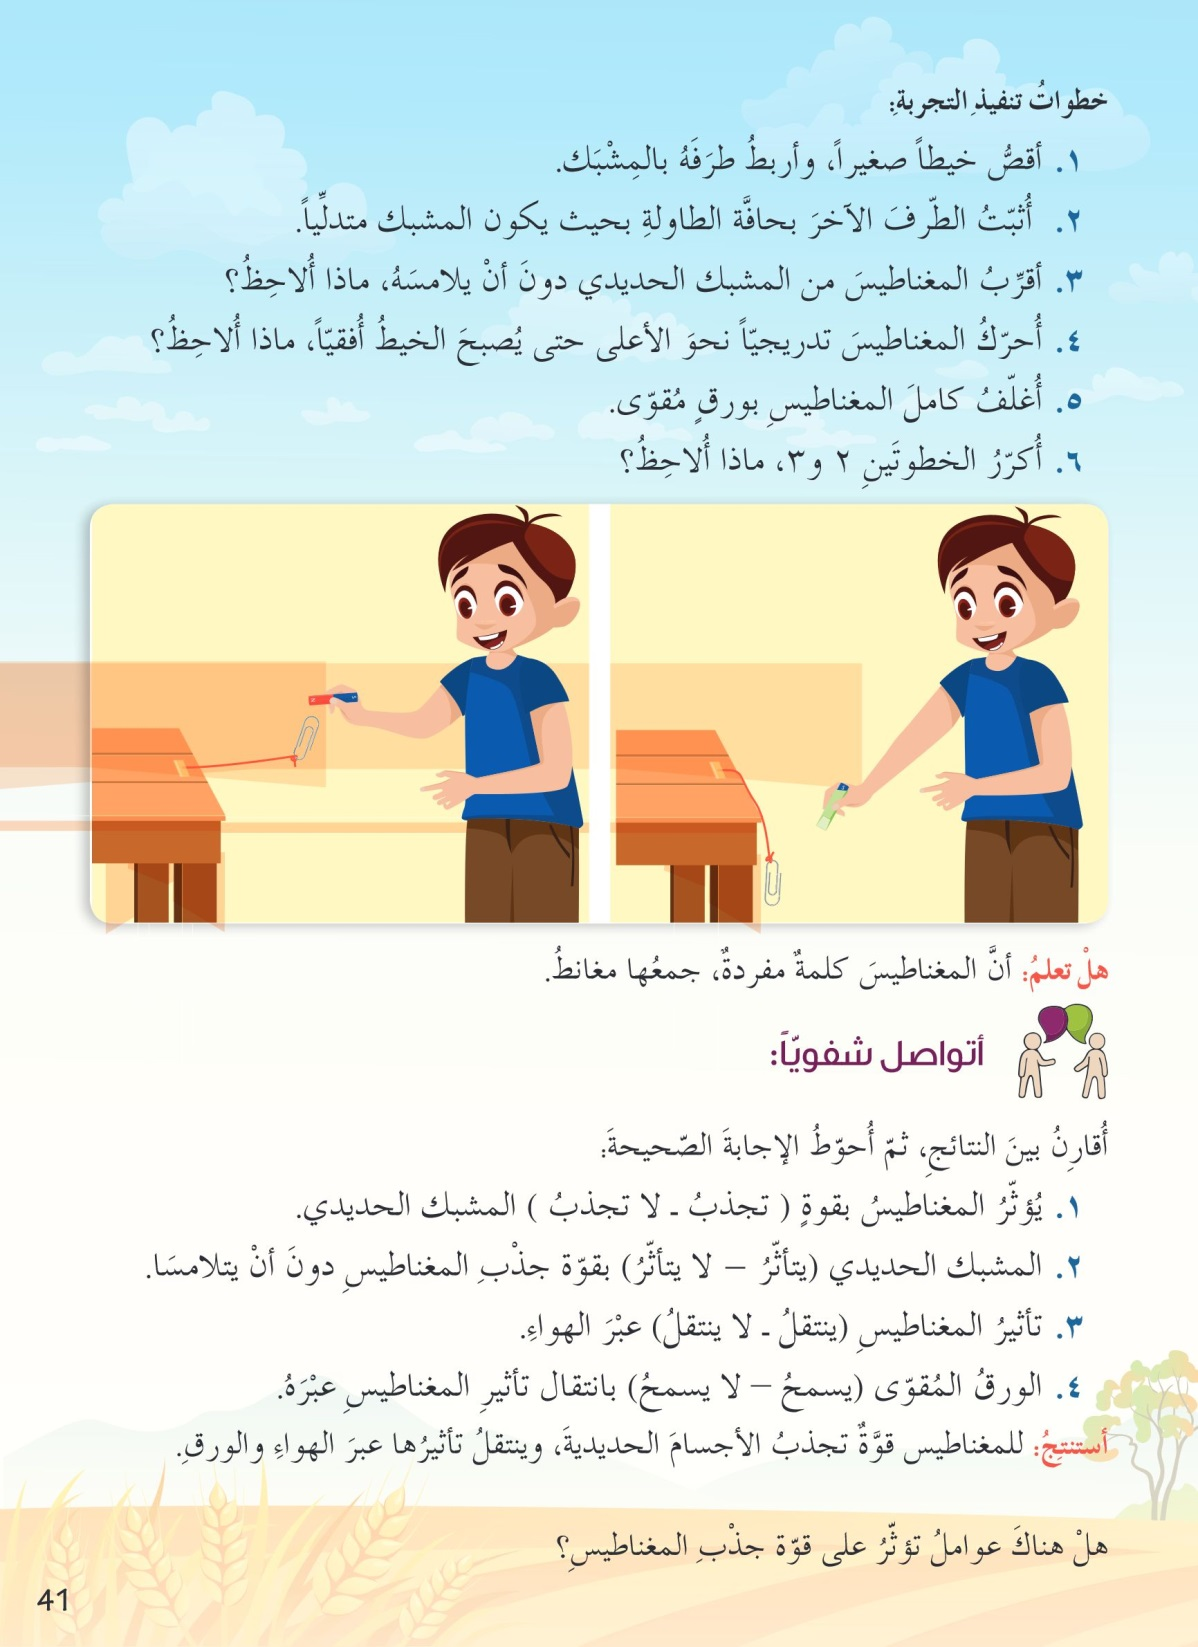 خطواتُ تنفيذِ التجربةِ:
١. أقصُّ خيطاً صغيراً، وأربطُ طرَفَهُ بالمِشْبَك.
٢. أُثبّتُ الطّرفَ الآخرَ بحافَّة الطاولةِ بحيث يكون المشبك متدلِّياً.
٣. أقرِّبُ المغناطيسَ من المشبك الحديدي دونَ أنْ يلامسَهُ، ماذا أُلاحِظُ؟
٤. أُحرّكُ المغناطيسَ تدريجيّاً نحوَ الأعلى حتى يُصبحَ الخيطُ أُفقيّاً، ماذا أُلاحِظُ؟
٥. أُغلّفُ كاملَ المغناطيسِ بورقٍ مُقوّى.
٦. أُكرّرُ الخطوتَينِ ٢ و٣، ماذا أُلاحِظُ؟
هلْ تعلمُ: أنَّ المغناطيسَ كلمةٌ مفردةٌ، جمعُها مغانطُ.
أتواصل شفويّاً:
أُقارِنُ بينَ النتائجِ، ثمّ أُحوّطُ الإجابةَ الصّحيحةَ:
١. يُؤثّرُ المغناطيسُ بقوةٍ ( تجذبُ ـ لا تجذبُ ) المشبك الحديدي.
٢. المشبك الحديدي (يتأثّرُ – لا يتأثّرُ) بقوّة جذْبِ المغناطيسِ دونَ أنْ يتلامسَا.
٣. تأثيرُ المغناطيسِ (ينتقلُ ـ لا ينتقلُ) عبْرَ الهواءِ.
٤. الورقُ المُقوّى (يسمحُ – لا يسمحُ) بانتقال تأثيرِ المغناطيسِ عبْرَهُ.
أستنتِجُ: للمغناطيس قوَّةٌ تجذبُ الأجسامَ الحديديةَ، وينتقلُ تأثيرُها عبرَ الهواءِ والورقِ.
هلْ هناكَ عواملُ تؤثّرُ على قوّة جذْبِ المغناطيسِ؟
41